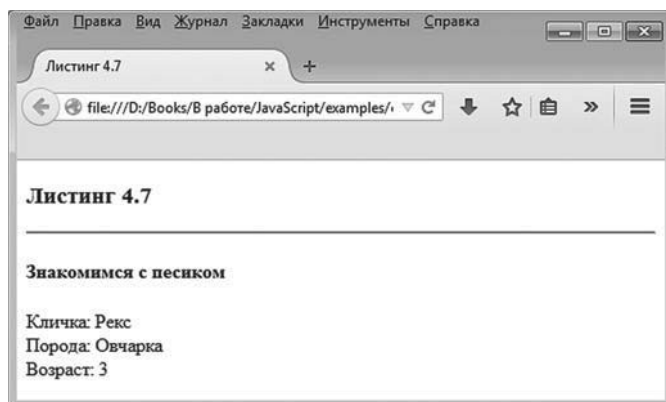 Файл Правка Вид Журнал Закладки Инструменты Справка
Листинг 4.7
file:///D:/Books/В работе/JavaScript/examples/
Листинг 4.7
Знакомимся с песиком
Кличка: Рекс
Порода: Овчарка
Возраст: 3